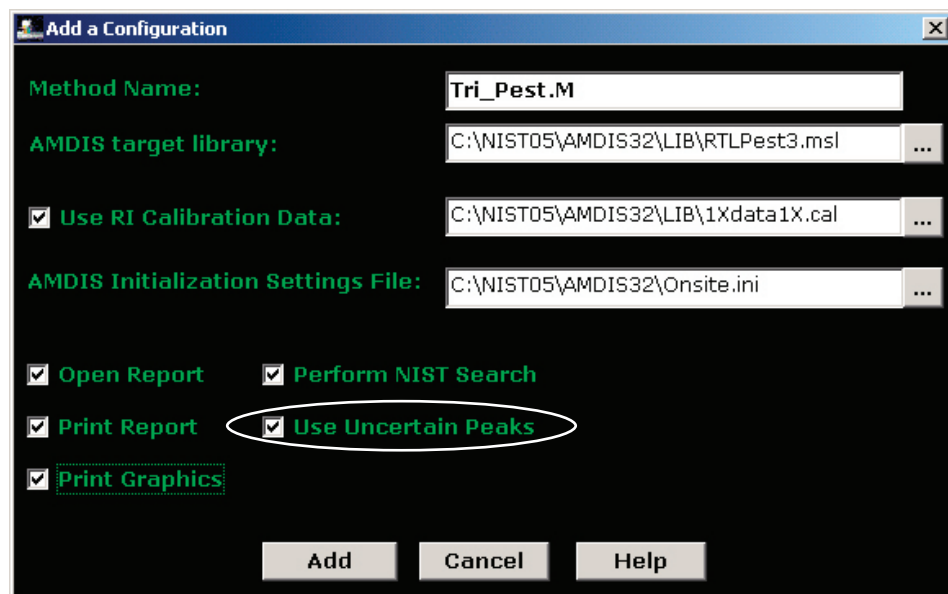 Add a Configuration
Method Name: Tri_Pest.M
AMDIS target library: C:\NIST05\AMDIS32\LIB\RTLPest3.msl ...
Use RI Calibration Data: C:\NIST05\AMDIS32\LIB\1Xdata1X.cal ...
AMDIS Initialization Settings File: C:\NIST05\AMDIS32\Onsite.ini ...
Open Report Perform NIST Search
Print Report Use Uncertain Peaks
Print Graphics
Add Cancel Help